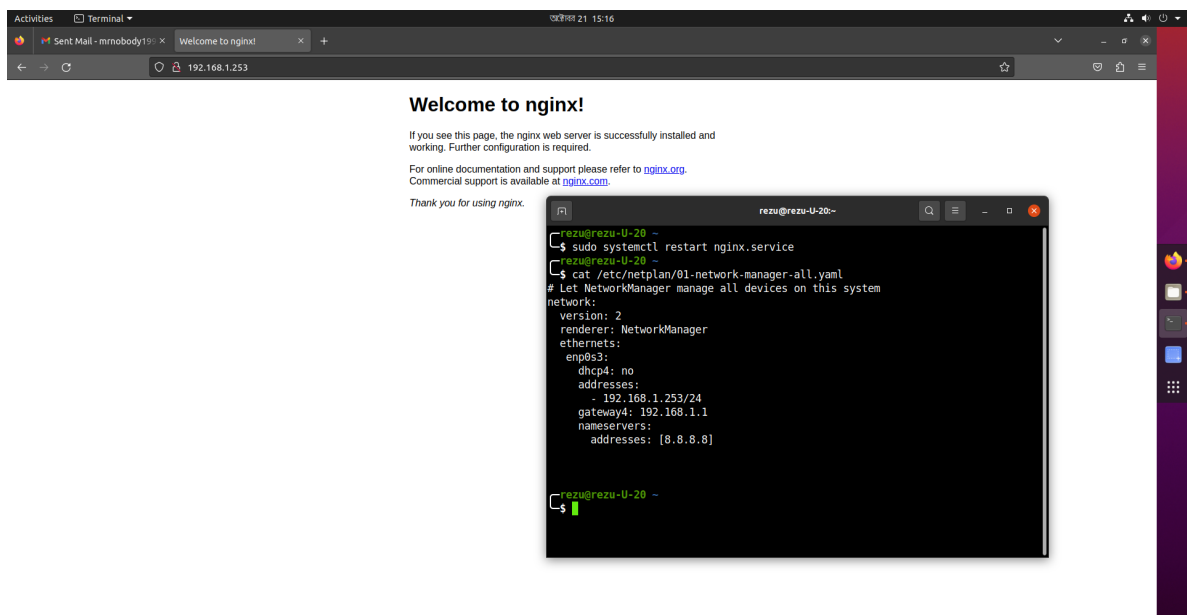 Activities Terminal অক্টোবর 21 15:16
Sent Mail - mrnobody199 Welcome to nginx!
192.168.1.253
Welcome to nginx!
If you see this page, the nginx web server is successfully installed and
working. Further configuration is required.
For online documentation and support please refer to nginx.org.
Commercial support is available at nginx.com.
Thank you for using nginx.
rezu@rezu-U-20:~
rezu@rezu-U-20 ~
$ sudo systemctl restart nginx.service
rezu@rezu-U-20 ~
$ cat /etc/netplan/01-network-manager-all.yaml
# Let NetworkManager manage all devices on this system
network:
  version: 2
  renderer: NetworkManager
  ethernets:
   enp0s3:
     dhcp4: no
     addresses:
       - 192.168.1.253/24
     gateway4: 192.168.1.1
     nameservers:
       addresses: [8.8.8.8]
rezu@rezu-U-20 ~
$